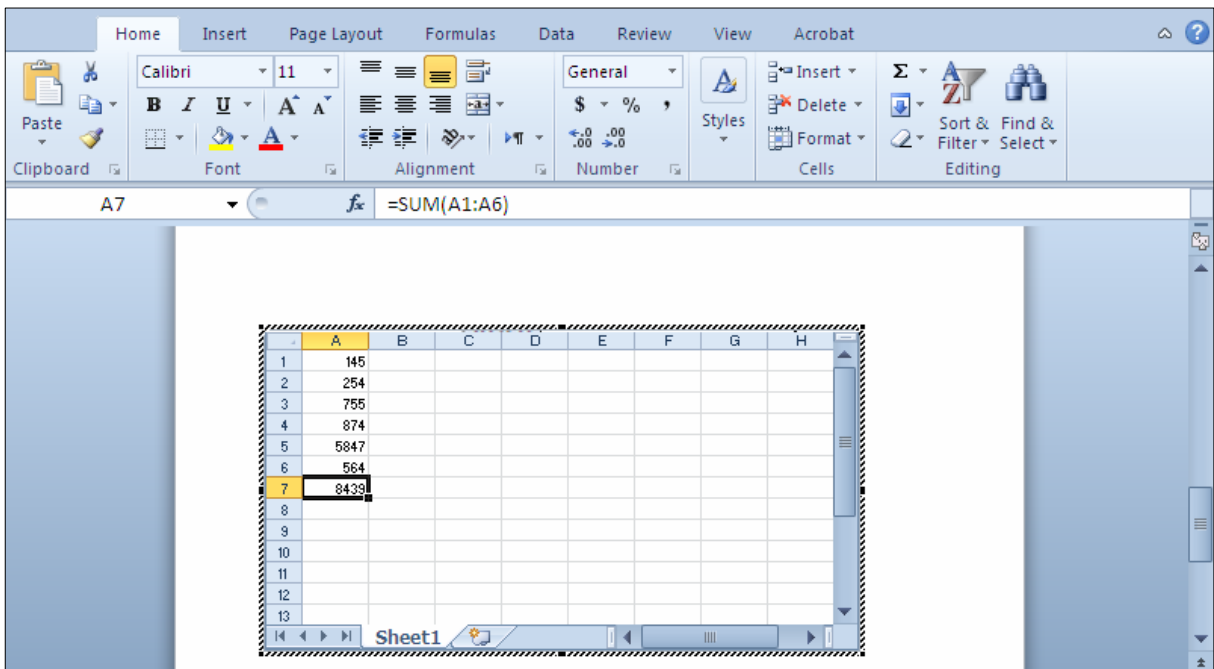 Home Insert Page Layout Formulas Data Review View Acrobat
Calibri 11 General Insert Σ
B I U A A $ % , Delete
Paste Styles Sort & Find &
A .0 .00 Format Filter Select
.00 .0
Clipboard Font Alignment Number Cells Editing
A7 fx =SUM(A1:A6)
A B C D E F G H
1 145
2 254
3 755
4 874
5 5847
6 564
7 8439
8
9
10
11
12
13
Sheet1